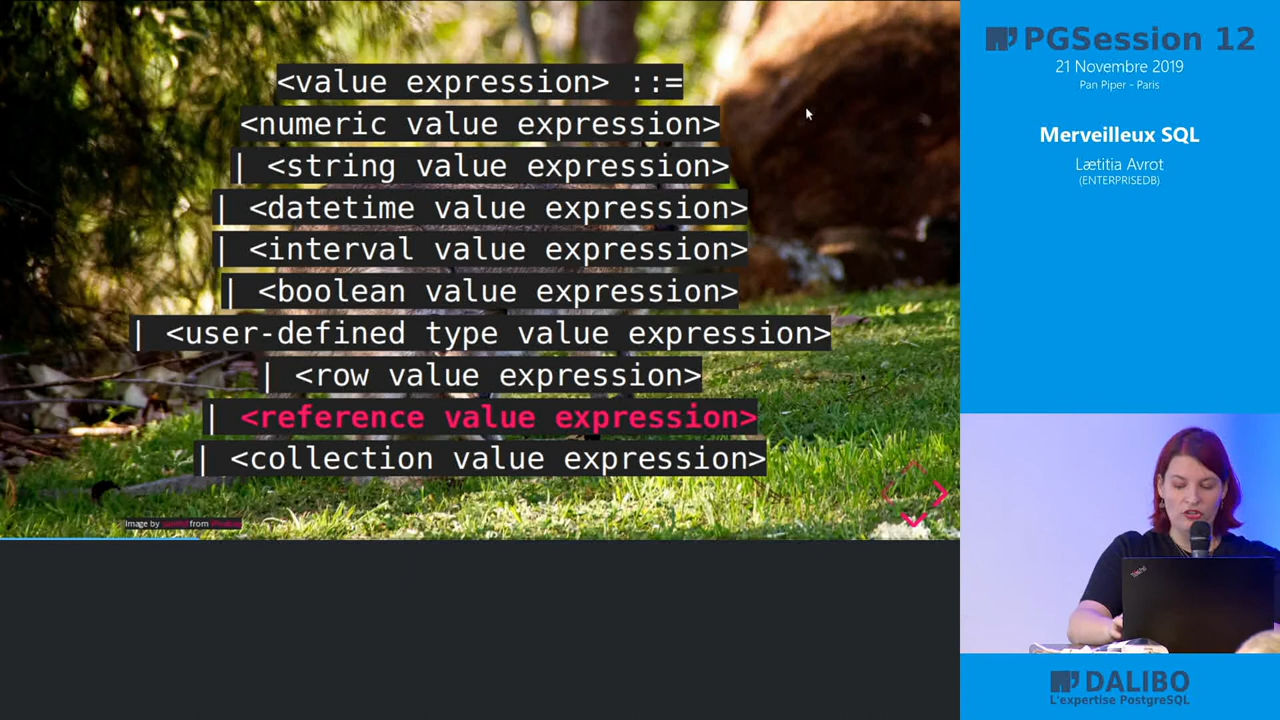 <value expression> ::=
<numeric value expression>
| <string value expression>
| <datetime value expression>
| <interval value expression>
| <boolean value expression>
| <user-defined type value expression>
| <row value expression>
| <reference value expression>
| <collection value expression>
Image by
from
PGSession 12
21 Novembre 2019
Pan Piper - Paris
Merveilleux SQL
Lætitia Avrot
(ENTERPRISEDB)
ThinkPad
DALIBO
L'expertise PostgreSQL